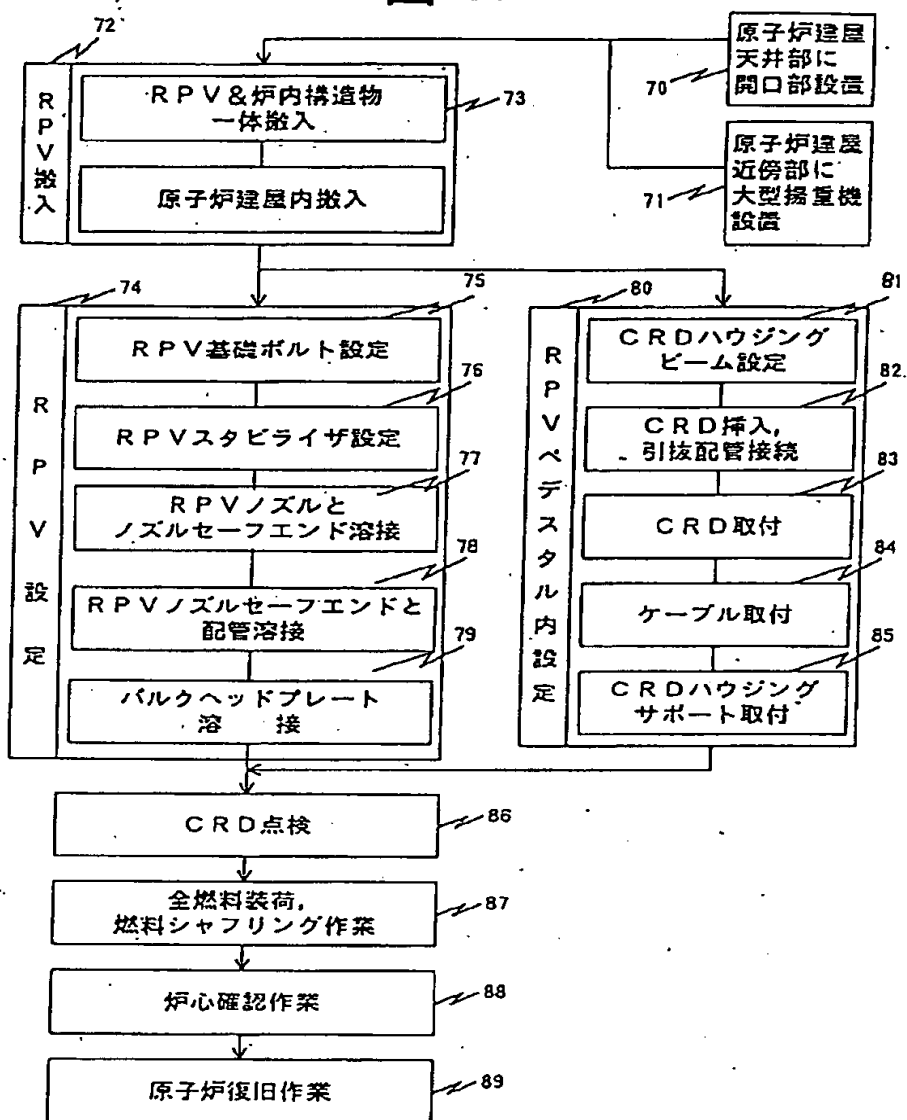 72
RPV搬入
RPV&炉内構造物
一体搬入
73
原子炉建屋内搬入
原子炉建屋
天井部に
開口部設置
70
原子炉建屋
近傍部に
大型揚重機
設置
71
74
RPV設定
75
RPV基礎ボルト設定
76
RPVスタビライザ設定
77
RPVノズルと
ノズルセーフエンド溶接
78
RPVノズルセーフエンドと
配管溶接
79
バルクヘッドプレート
溶 接
80
RPVペデスタル内設定
81
CRDハウジング
ビーム設定
82
CRD挿入,
引抜配管接続
83
CRD取付
84
ケーブル取付
85
CRDハウジング
サポート取付
CRD点検
86
全燃料装荷,
燃料シャフリング作業
87
炉心確認作業
88
原子炉復旧作業
89